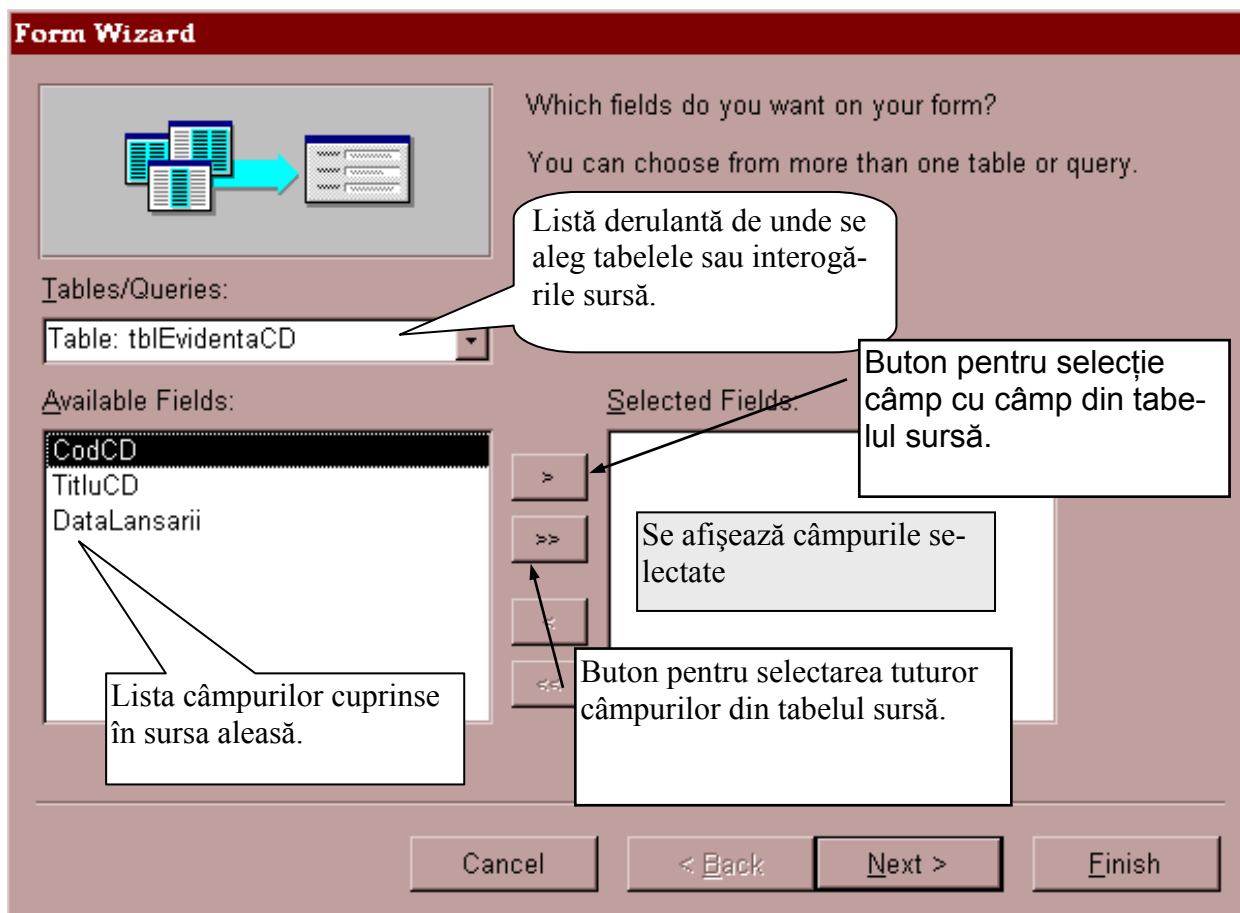 Form Wizard
Which fields do you want on your form?
You can choose from more than one table or query.
Listă derulantă de unde se
aleg tabelele sau interogă-
rile sursă.
Tables/Queries:
Table: tblEvidentaCD
Buton pentru selecție
câmp cu câmp din tabe-
lul sursă.
Available Fields:
Selected Fields:
CodCD
TitluCD
DataLansarii
>
>>
<
<<
Se afişează câmpurile se-
lectate
Lista câmpurilor cuprinse
în sursa aleasă.
Buton pentru selectarea tuturor
câmpurilor din tabelul sursă.
Cancel
< Back
Next >
Finish